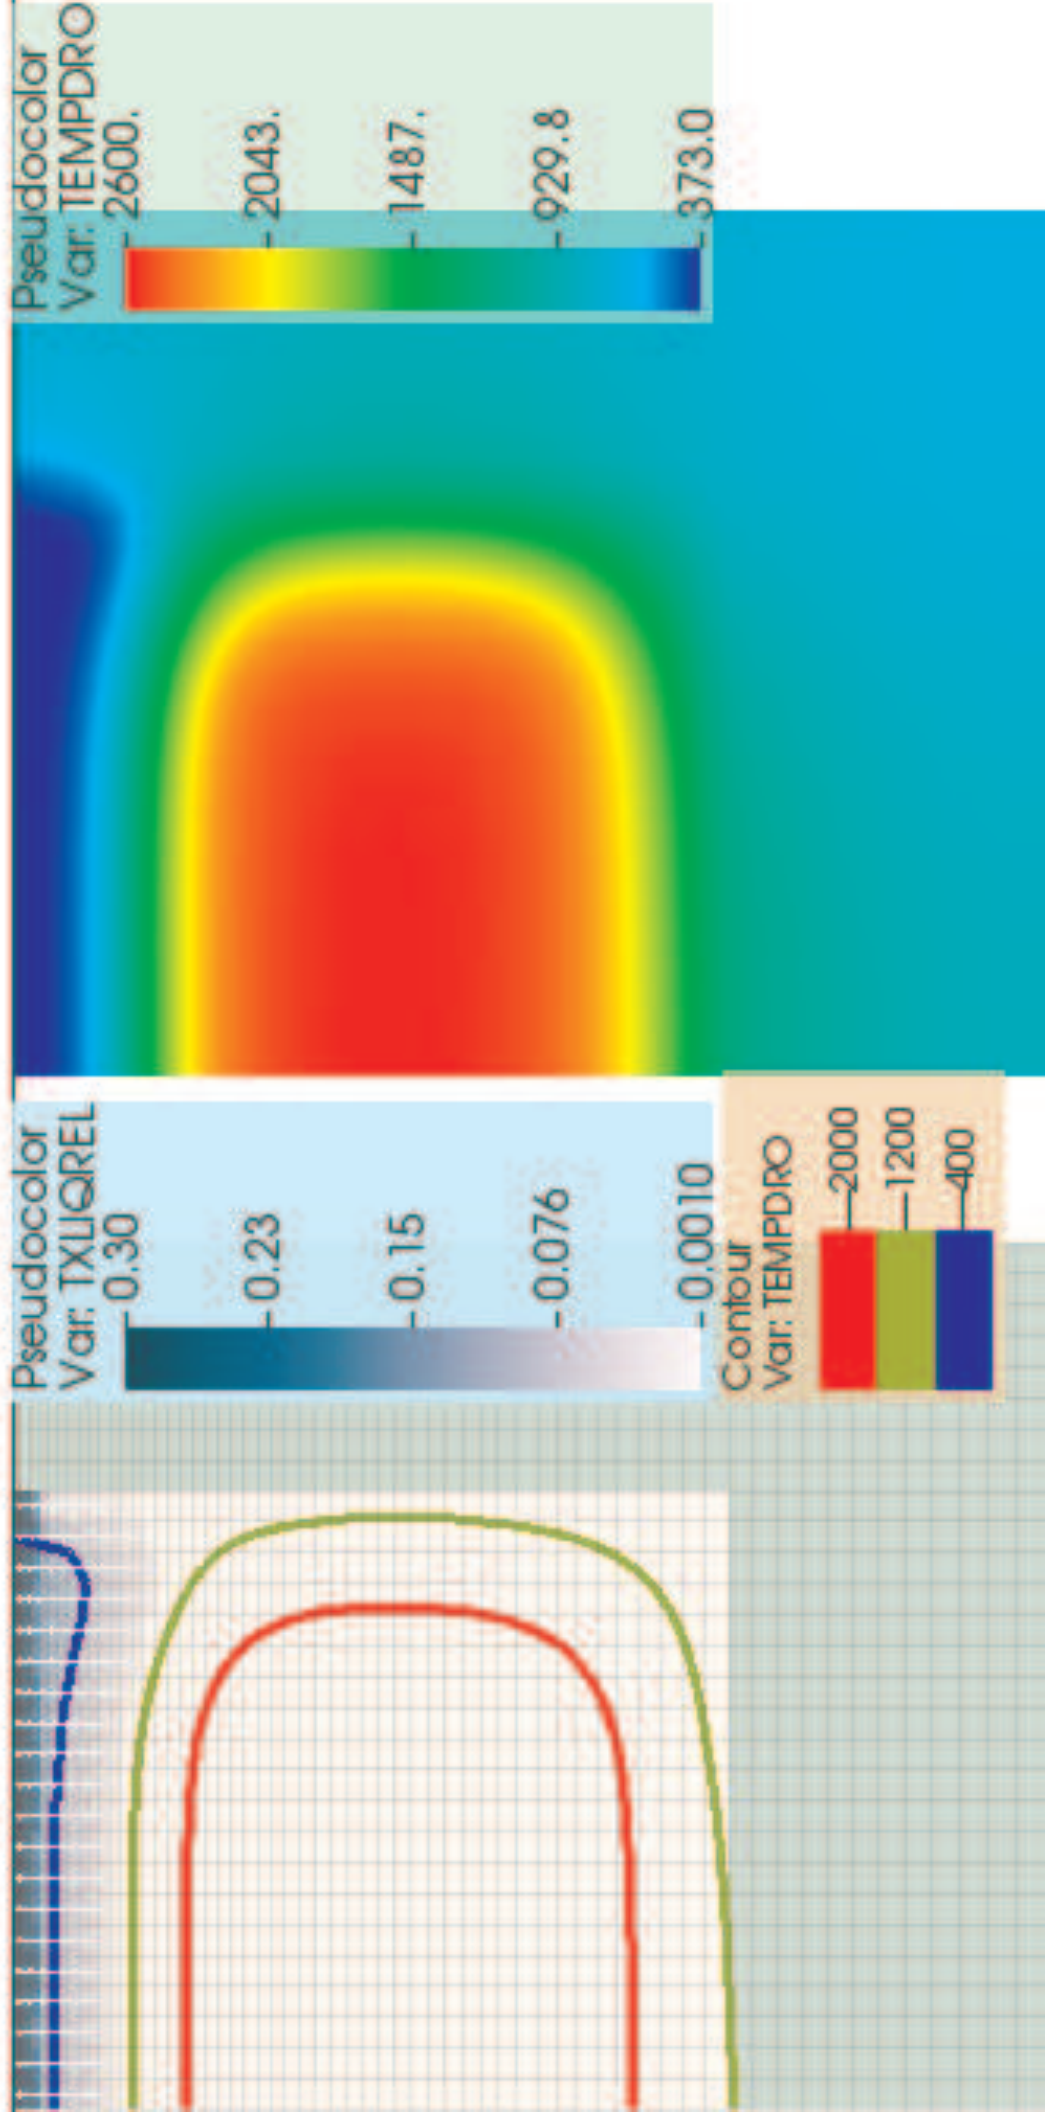 Pseudocolor
Var: TXLIQREL
0.30
0.23
0.15
0.076
0.0010
Contour
Var: TEMPDRO
2000
1200
400
Pseudocolor
Var: TEMPDRO
2600.
2043.
1487.
929.8
373.0